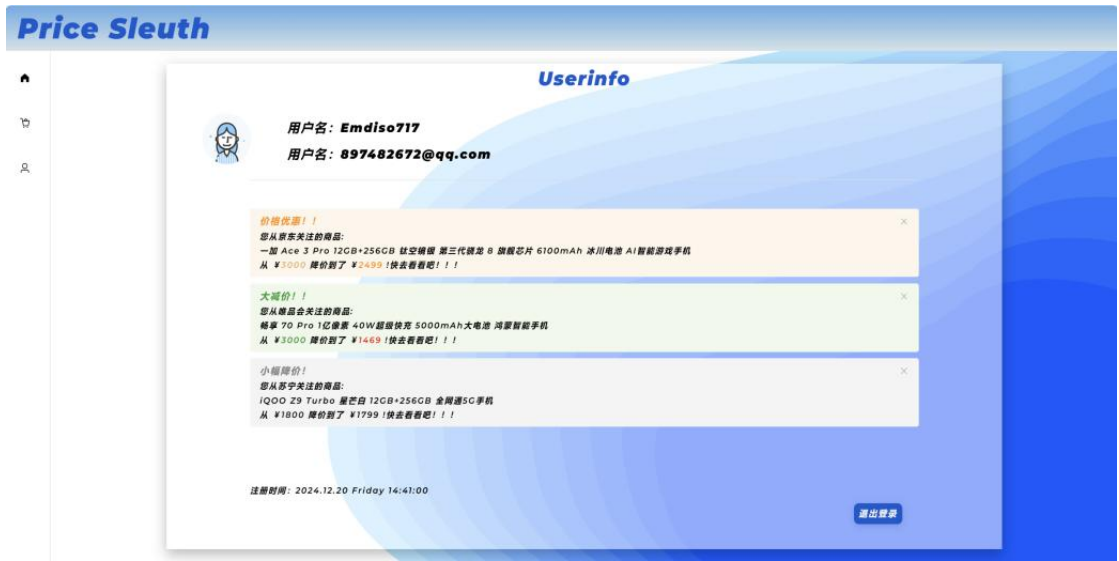 Price Sleuth
Userinfo
用户名：Emdiso717
用户名：897482672@qq.com
价格优惠！！
您从京东关注的商品:
一加 Ace 3 Pro 12GB+256GB 钛空镜银 第三代骁龙 8 旗舰芯片 6100mAh 冰川电池 AI智能游戏手机
从 ¥3000 降价到了 ¥2499 !快去看看吧！！！
大减价！！
您从唯品会关注的商品:
畅享 70 Pro 1亿像素 40W超级快充 5000mAh大电池 鸿蒙智能手机
从 ¥3000 降价到了 ¥1469 !快去看看吧！！！
小幅降价！
您从苏宁关注的商品:
iQOO Z9 Turbo 星芒白 12GB+256GB 全网通5G手机
从 ¥1800 降价到了 ¥1799 !快去看看吧！！！
注册时间：2024.12.20 Friday 14:41:00
退出登录